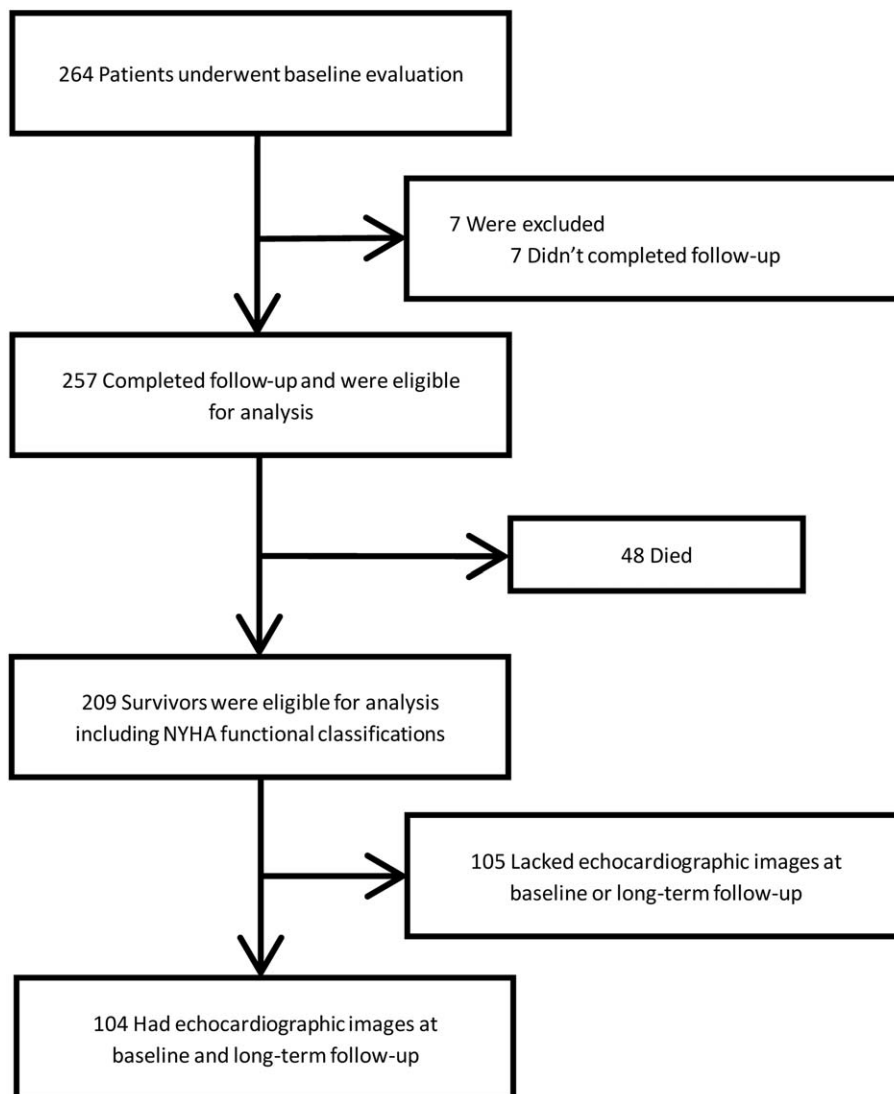 264 Patients underwent baseline evaluation
7 Were excluded
7 Didn't completed follow-up
257 Completed follow-up and were eligible
for analysis
48 Died
209 Survivors were eligible for analysis
including NYHA functional classifications
105 Lacked echocardiographic images at
baseline or long-term follow-up
104 Had echocardiographic images at
baseline and long-term follow-up